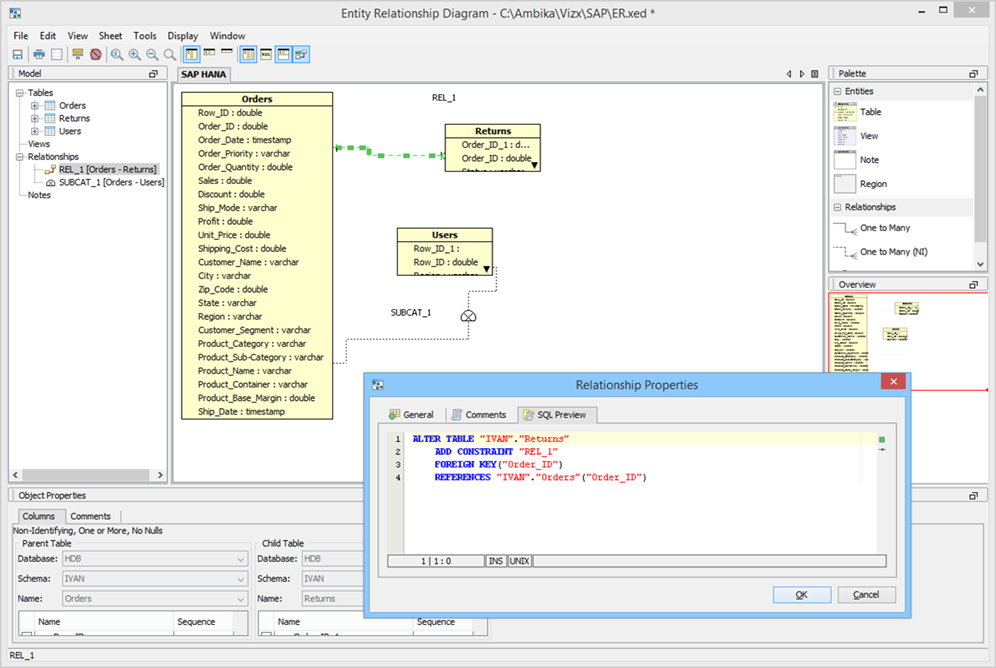 Entity Relationship Diagram - C:\Ambika\Vizx\SAP\ER.xed *
File Edit View Sheet Tools Display Window
Model
Tables
Orders
Returns
Users
Views
Relationships
REL_1 [Orders - Returns]
SUBCAT_1 [Orders - Users]
Notes
SAP HANA
Orders
Row_ID : double
Order_ID : double
Order_Date : timestamp
Order_Priority : varchar
Order_Quantity : double
Sales : double
Discount : double
Ship_Mode : varchar
Profit : double
Unit_Price : double
Shipping_Cost : double
Customer_Name : varchar
City : varchar
Zip_Code : double
State : varchar
Region : varchar
Customer_Segment : varchar
Product_Category : varchar
Product_Sub-Category : varchar
Product_Name : varchar
Product_Container : varchar
Product_Base_Margin : double
Ship_Date : timestamp
REL_1
Returns
Order_ID_1 : d...
Order_ID : double
Status : varchar
Users
Row_ID_1 :
Row_ID : double
Region : varchar
SUBCAT_1
Palette
Entities
Table
View
Note
Region
Relationships
One to Many
One to Many (NI)
Overview
Object Properties
Columns Comments
Non-Identifying, One or More, No Nulls
Parent Table
Database: HDB
Schema: IVAN
Name: Orders
Name Sequence
Row_ID
Child Table
Database: HDB
Schema: IVAN
Name: Returns
Name Sequence
Order_ID_1
Relationship Properties
General Comments SQL Preview
1 ALTER TABLE "IVAN"."Returns"
2 ADD CONSTRAINT "REL_1"
3 FOREIGN KEY("Order_ID")
4 REFERENCES "IVAN"."Orders"("Order_ID")
1 | 1 : 0 INS UNIX
OK Cancel
REL_1